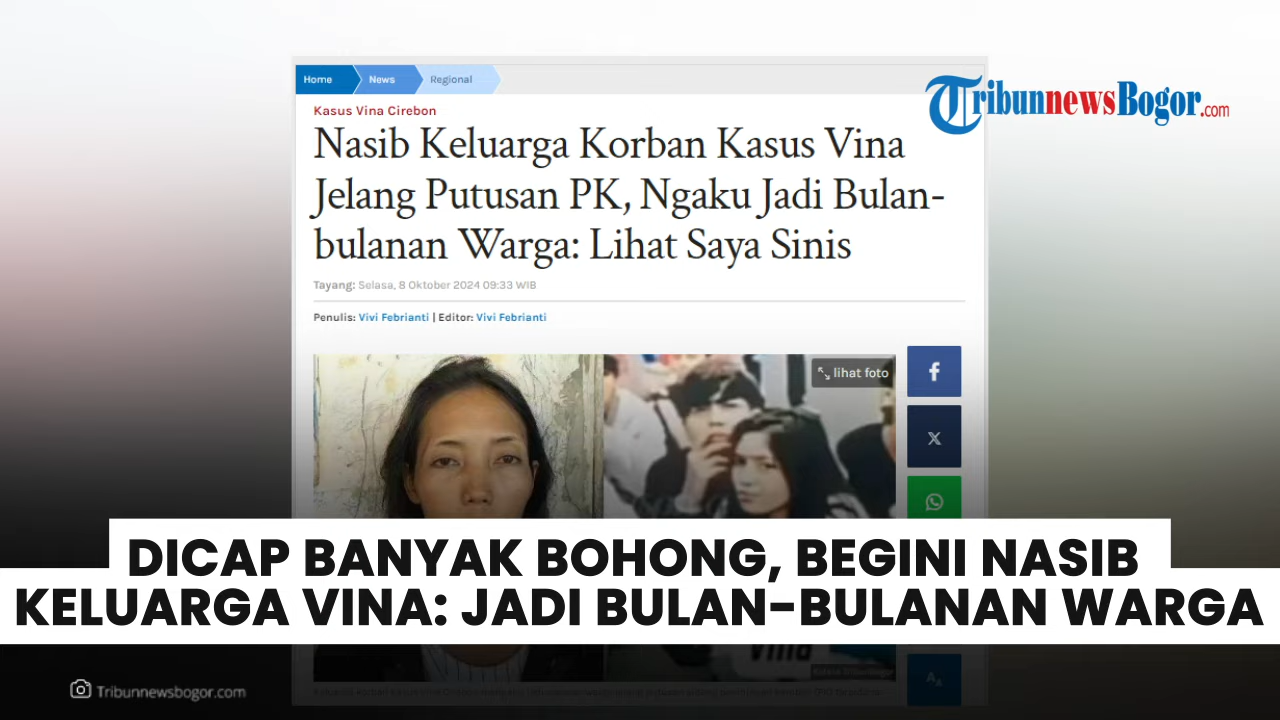 Home News Regional
TribunnewsBogor.com
Kasus Vina Cirebon
Nasib Keluarga Korban Kasus Vina
Jelang Putusan PK, Ngaku Jadi Bulan-
bulanan Warga: Lihat Saya Sinis
Tayang: Selasa, 8 Oktober 2024 09:33 WIB
Penulis: Vivi Febrianti | Editor: Vivi Febrianti
lihat foto
DICAP BANYAK BOHONG, BEGINI NASIB
KELUARGA VINA: JADI BULAN-BULANAN WARGA
Vina
Tribunnewsbogor.com
AA